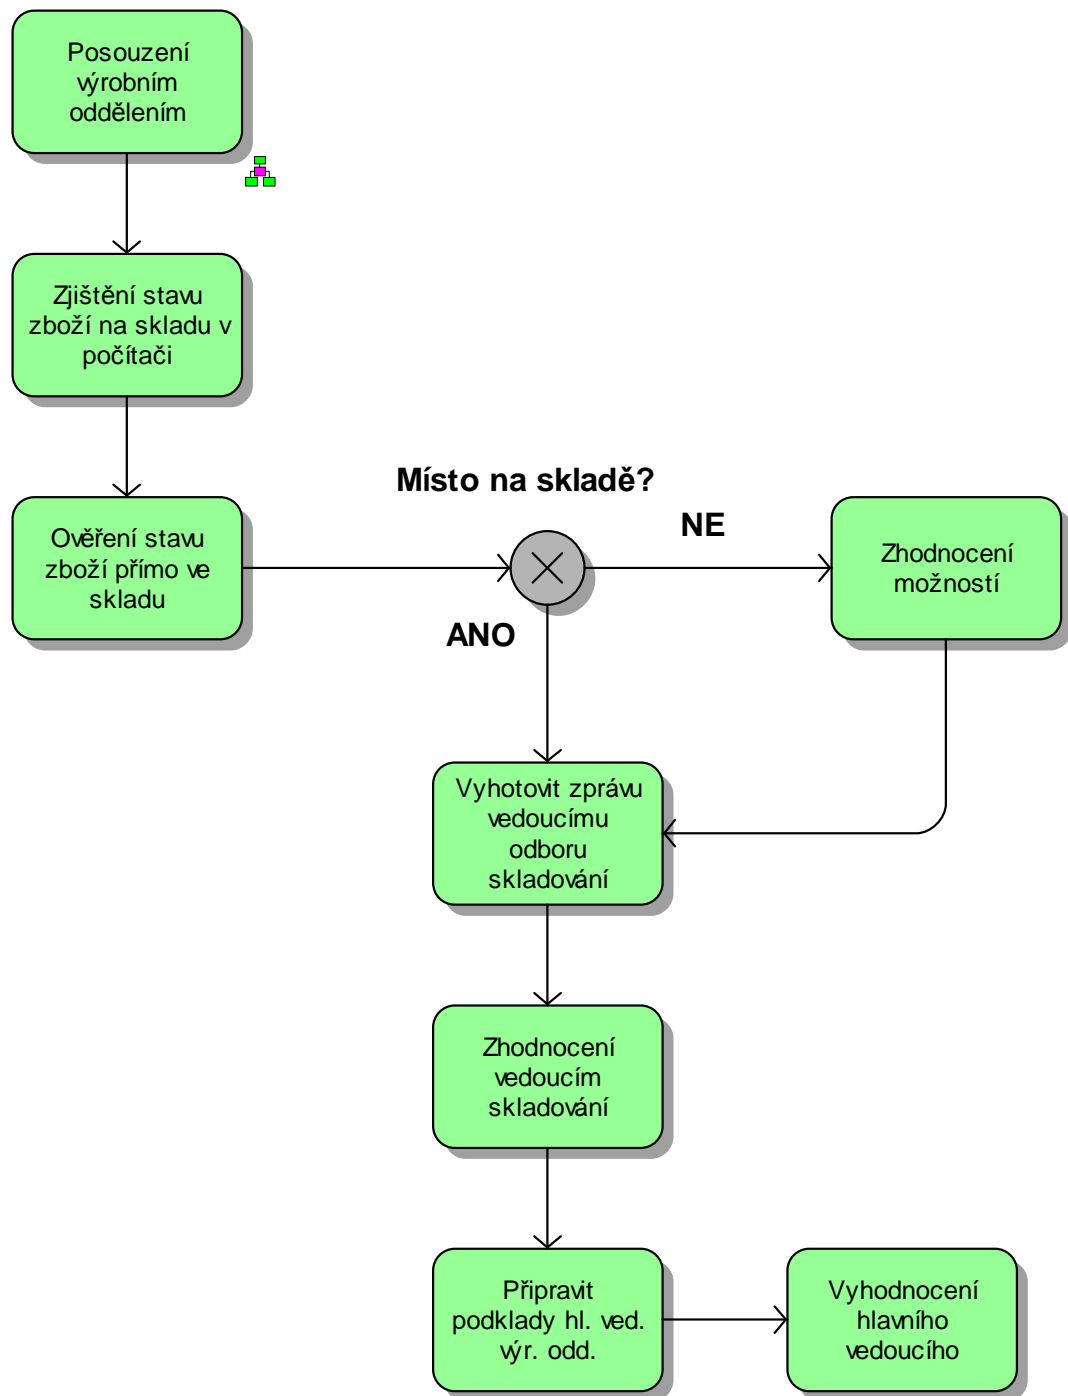 Posouzení
výrobním
oddělením
Zjištění stavu
zboží na skladu v
počítači
Ověření stavu
zboží přímo ve
skladu
Místo na skladě?
NE
ANO
Zhodnocení
možností
Vyhotovit zprávu
vedoucímu
odboru
skladování
Zhodnocení
vedoucím
skladování
Připravit
podklady hl. ved.
výr. odd.
Vyhodnocení
hlavního
vedoucího